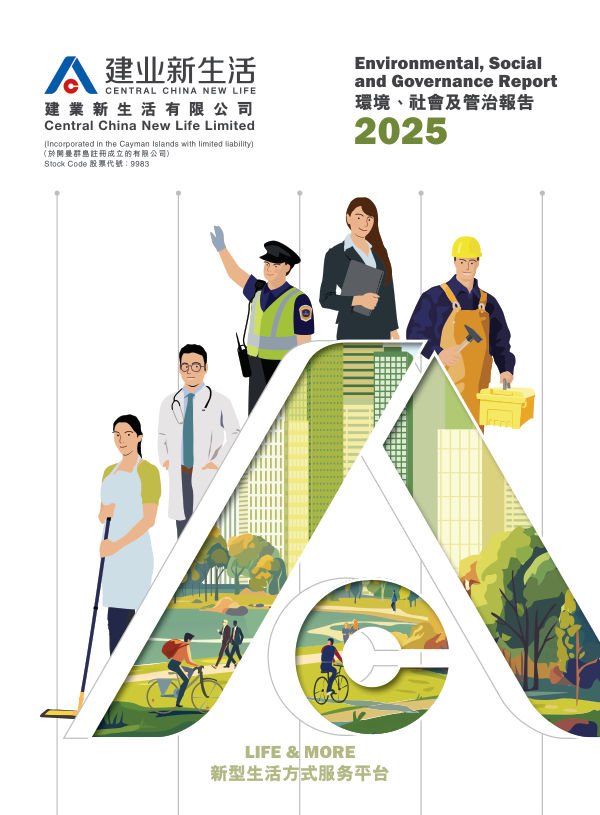 建业新生活
CENTRAL CHINA NEW LIFE
建業新生活有限公司
Central China New Life Limited
(Incorporated in the Cayman Islands with limited liability)
(於開曼群島註冊成立的有限公司)
Stock Code 股票代號：9983
Environmental, Social
and Governance Report
環境、社會及管治報告
2025
LIFE & MORE
新型生活方式服务平台